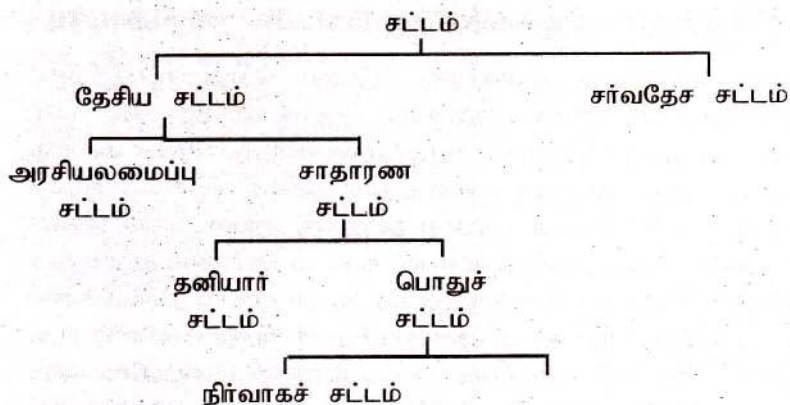 சட்டம்
தேசிய சட்டம் சர்வதேச சட்டம்
அரசியலமைப்பு சாதாரண
சட்டம் சட்டம்
தனியார் பொதுச்
சட்டம் சட்டம்
நிர்வாகச் சட்டம்